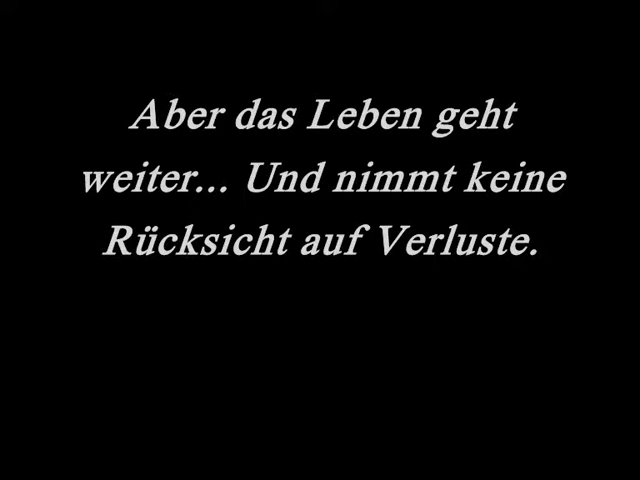 Aber das Leben geht
weiter... Und nimmt keine
Rücksicht auf Verluste.